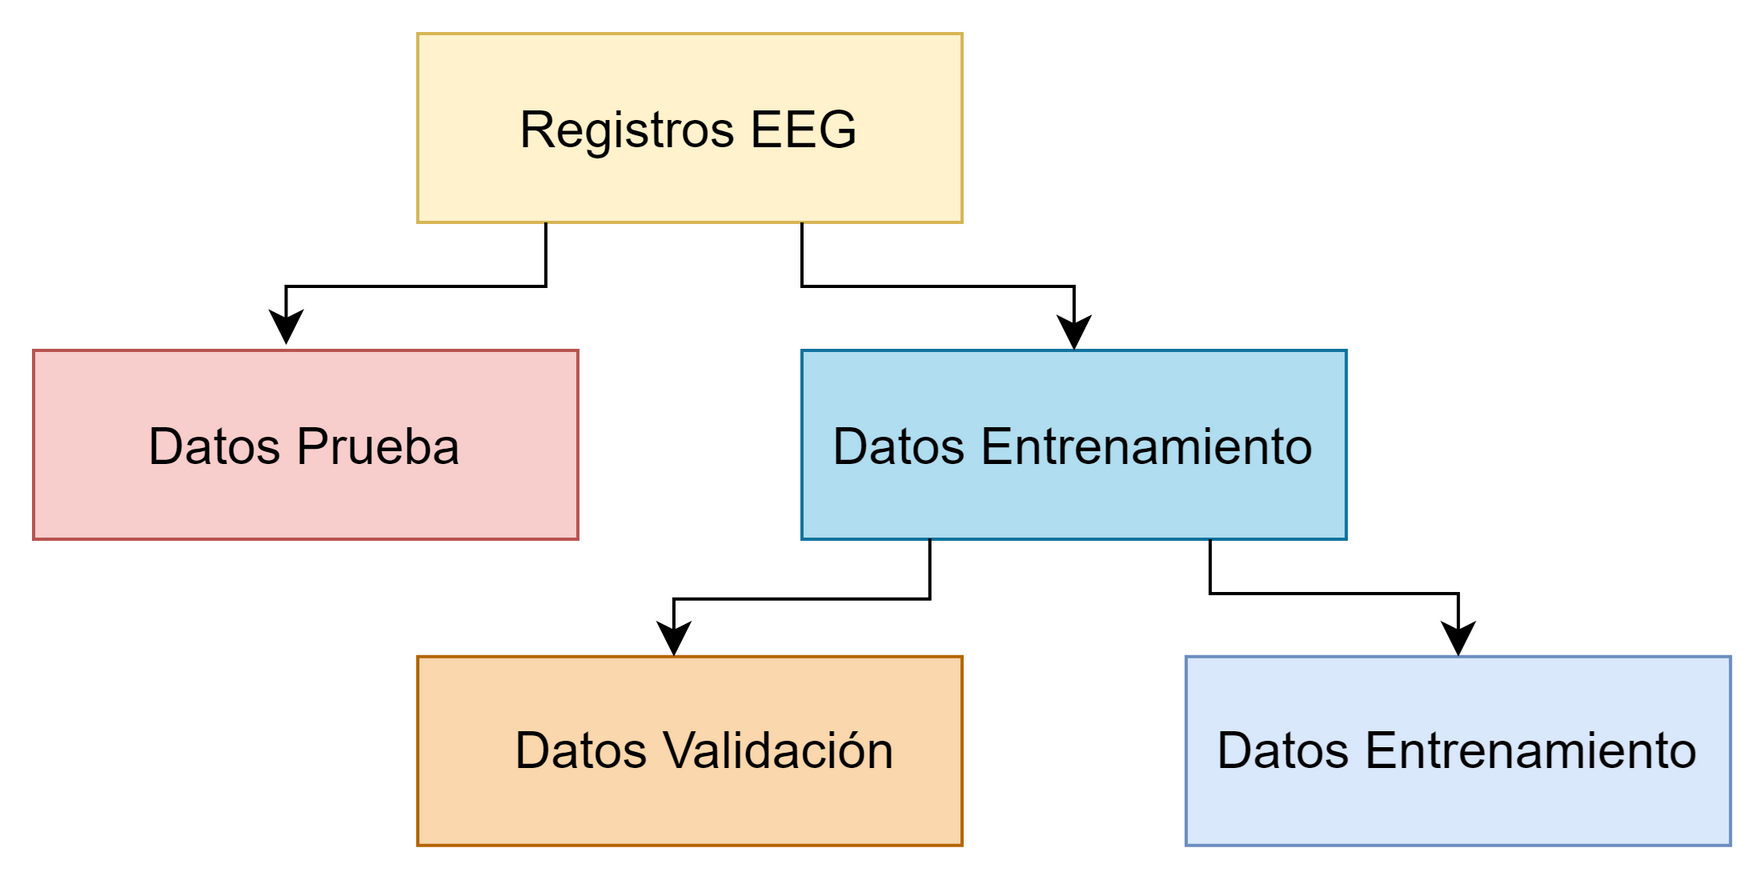 Registros EEG
Datos Prueba
Datos Entrenamiento
Datos Validación
Datos Entrenamiento